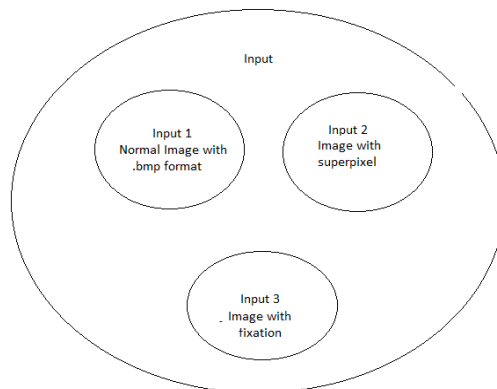 Input
Input 1
Normal Image with
.bmp format
Input 2
Image with
superpixel
Input 3
Image with
fixation